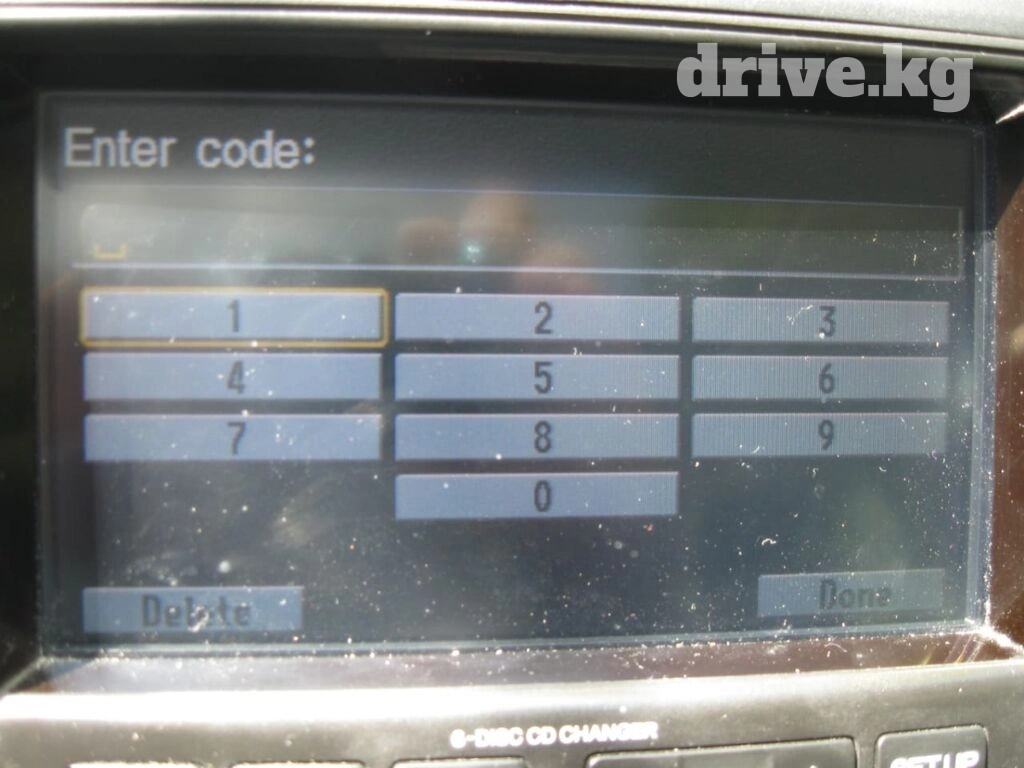 drive.kg
Enter code:
1 2 3
4 5 6
7 8 9
0
Delete Done
6-DISC CD CHANGER
SETUP